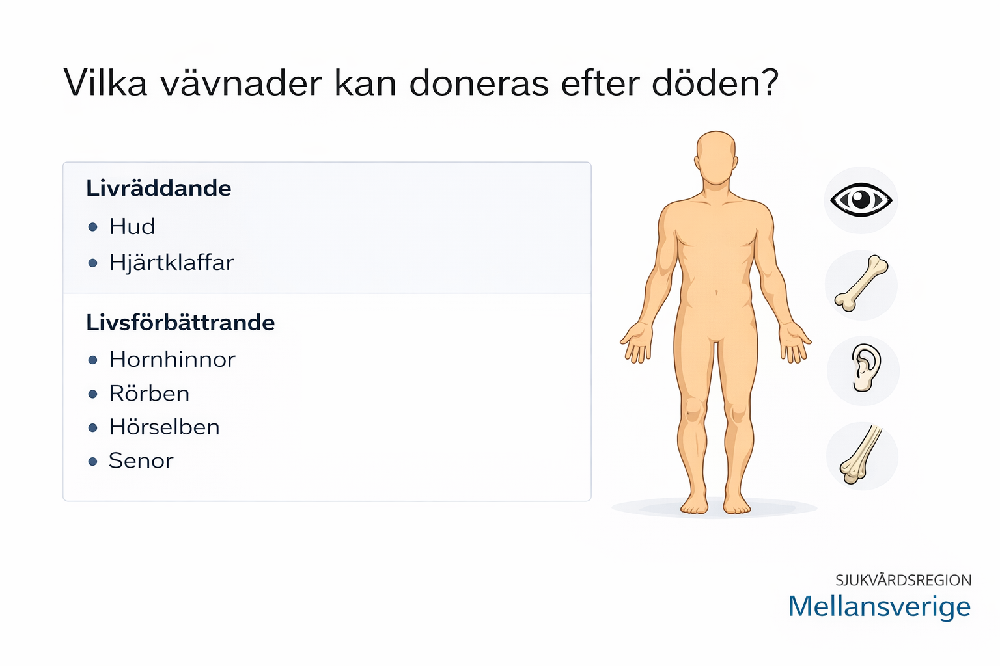 Vilka vävnader kan doneras efter döden?
Livräddande
• Hud
• Hjärtklaffar
Livsförbättrande
• Hornhinnor
• Rörben
• Hörselben
• Senor
SJUKVÅRDSREGION
Mellansverige